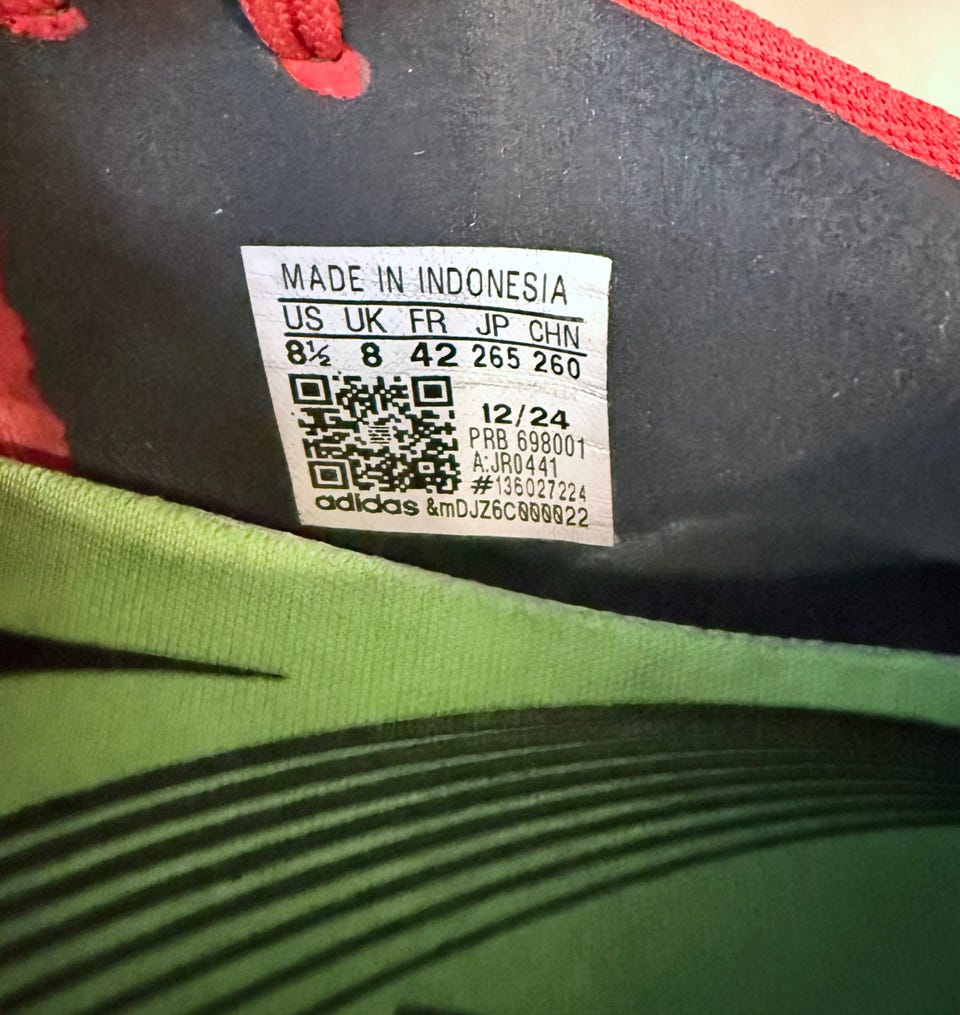 MADE IN INDONESIA
US UK FR JP CHN
8½ 8 42 265 260
12/24
PRB 698001
A:JR0441
#136027224
adidas &mDJZ6C000022